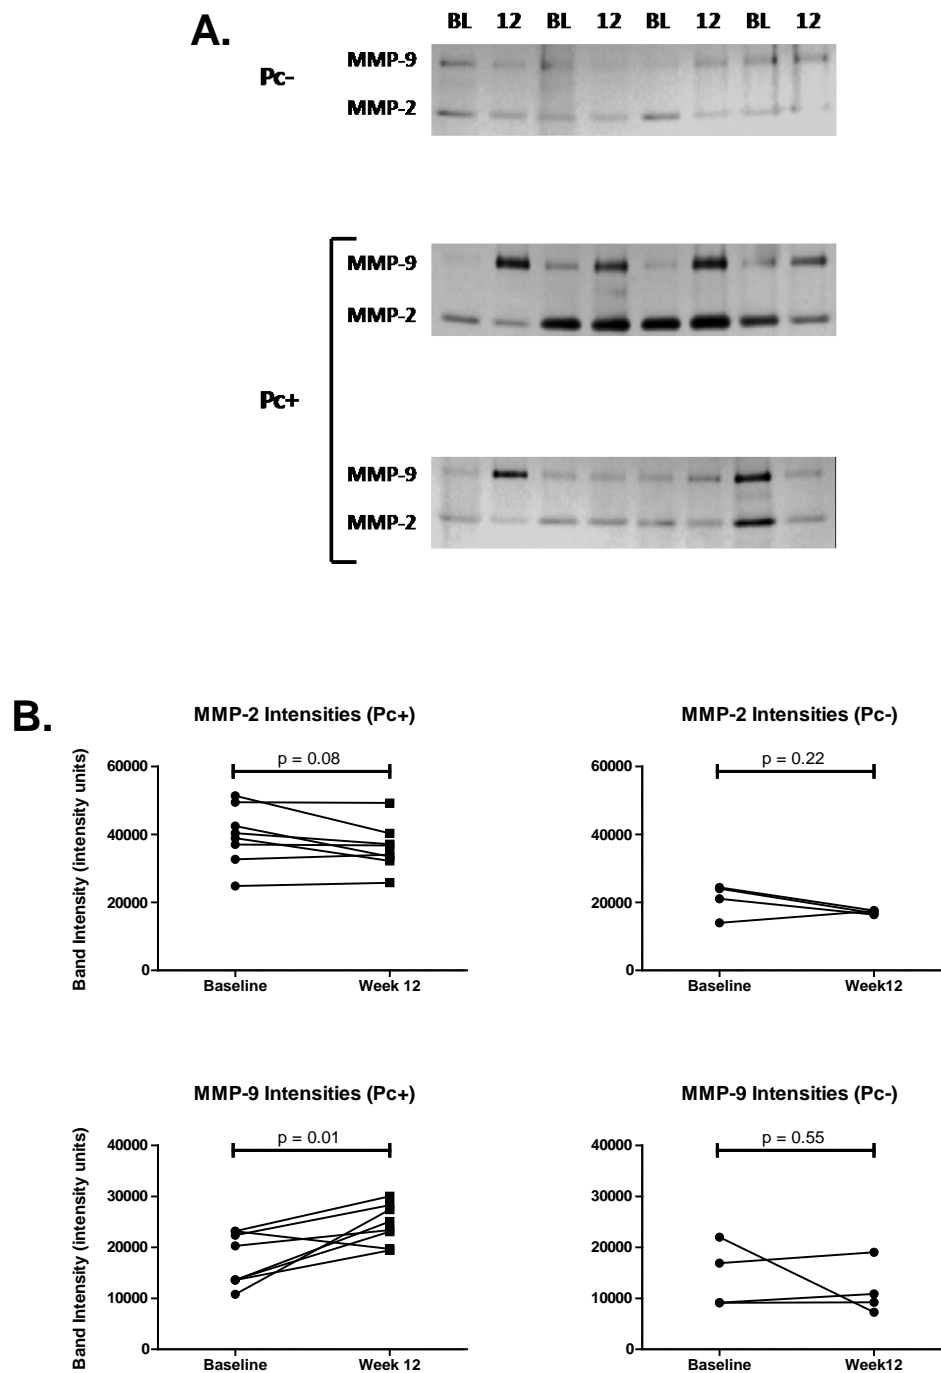 A.
BL 12 BL 12 BL 12 BL 12
Pc-
MMP-9
MMP-2
MMP-9
MMP-2
Pc+
MMP-9
MMP-2
B.
MMP-2 Intensities (Pc+)
Band Intensity (intensity units)
60000
40000
20000
0
p = 0.08
Baseline Week 12
MMP-2 Intensities (Pc-)
60000
40000
20000
0
p = 0.22
Baseline Week12
MMP-9 Intensities (Pc+)
Band Intensity (intensity units)
40000
30000
20000
10000
0
p = 0.01
Baseline Week 12
MMP-9 Intensities (Pc-)
40000
30000
20000
10000
0
p = 0.55
Baseline Week12